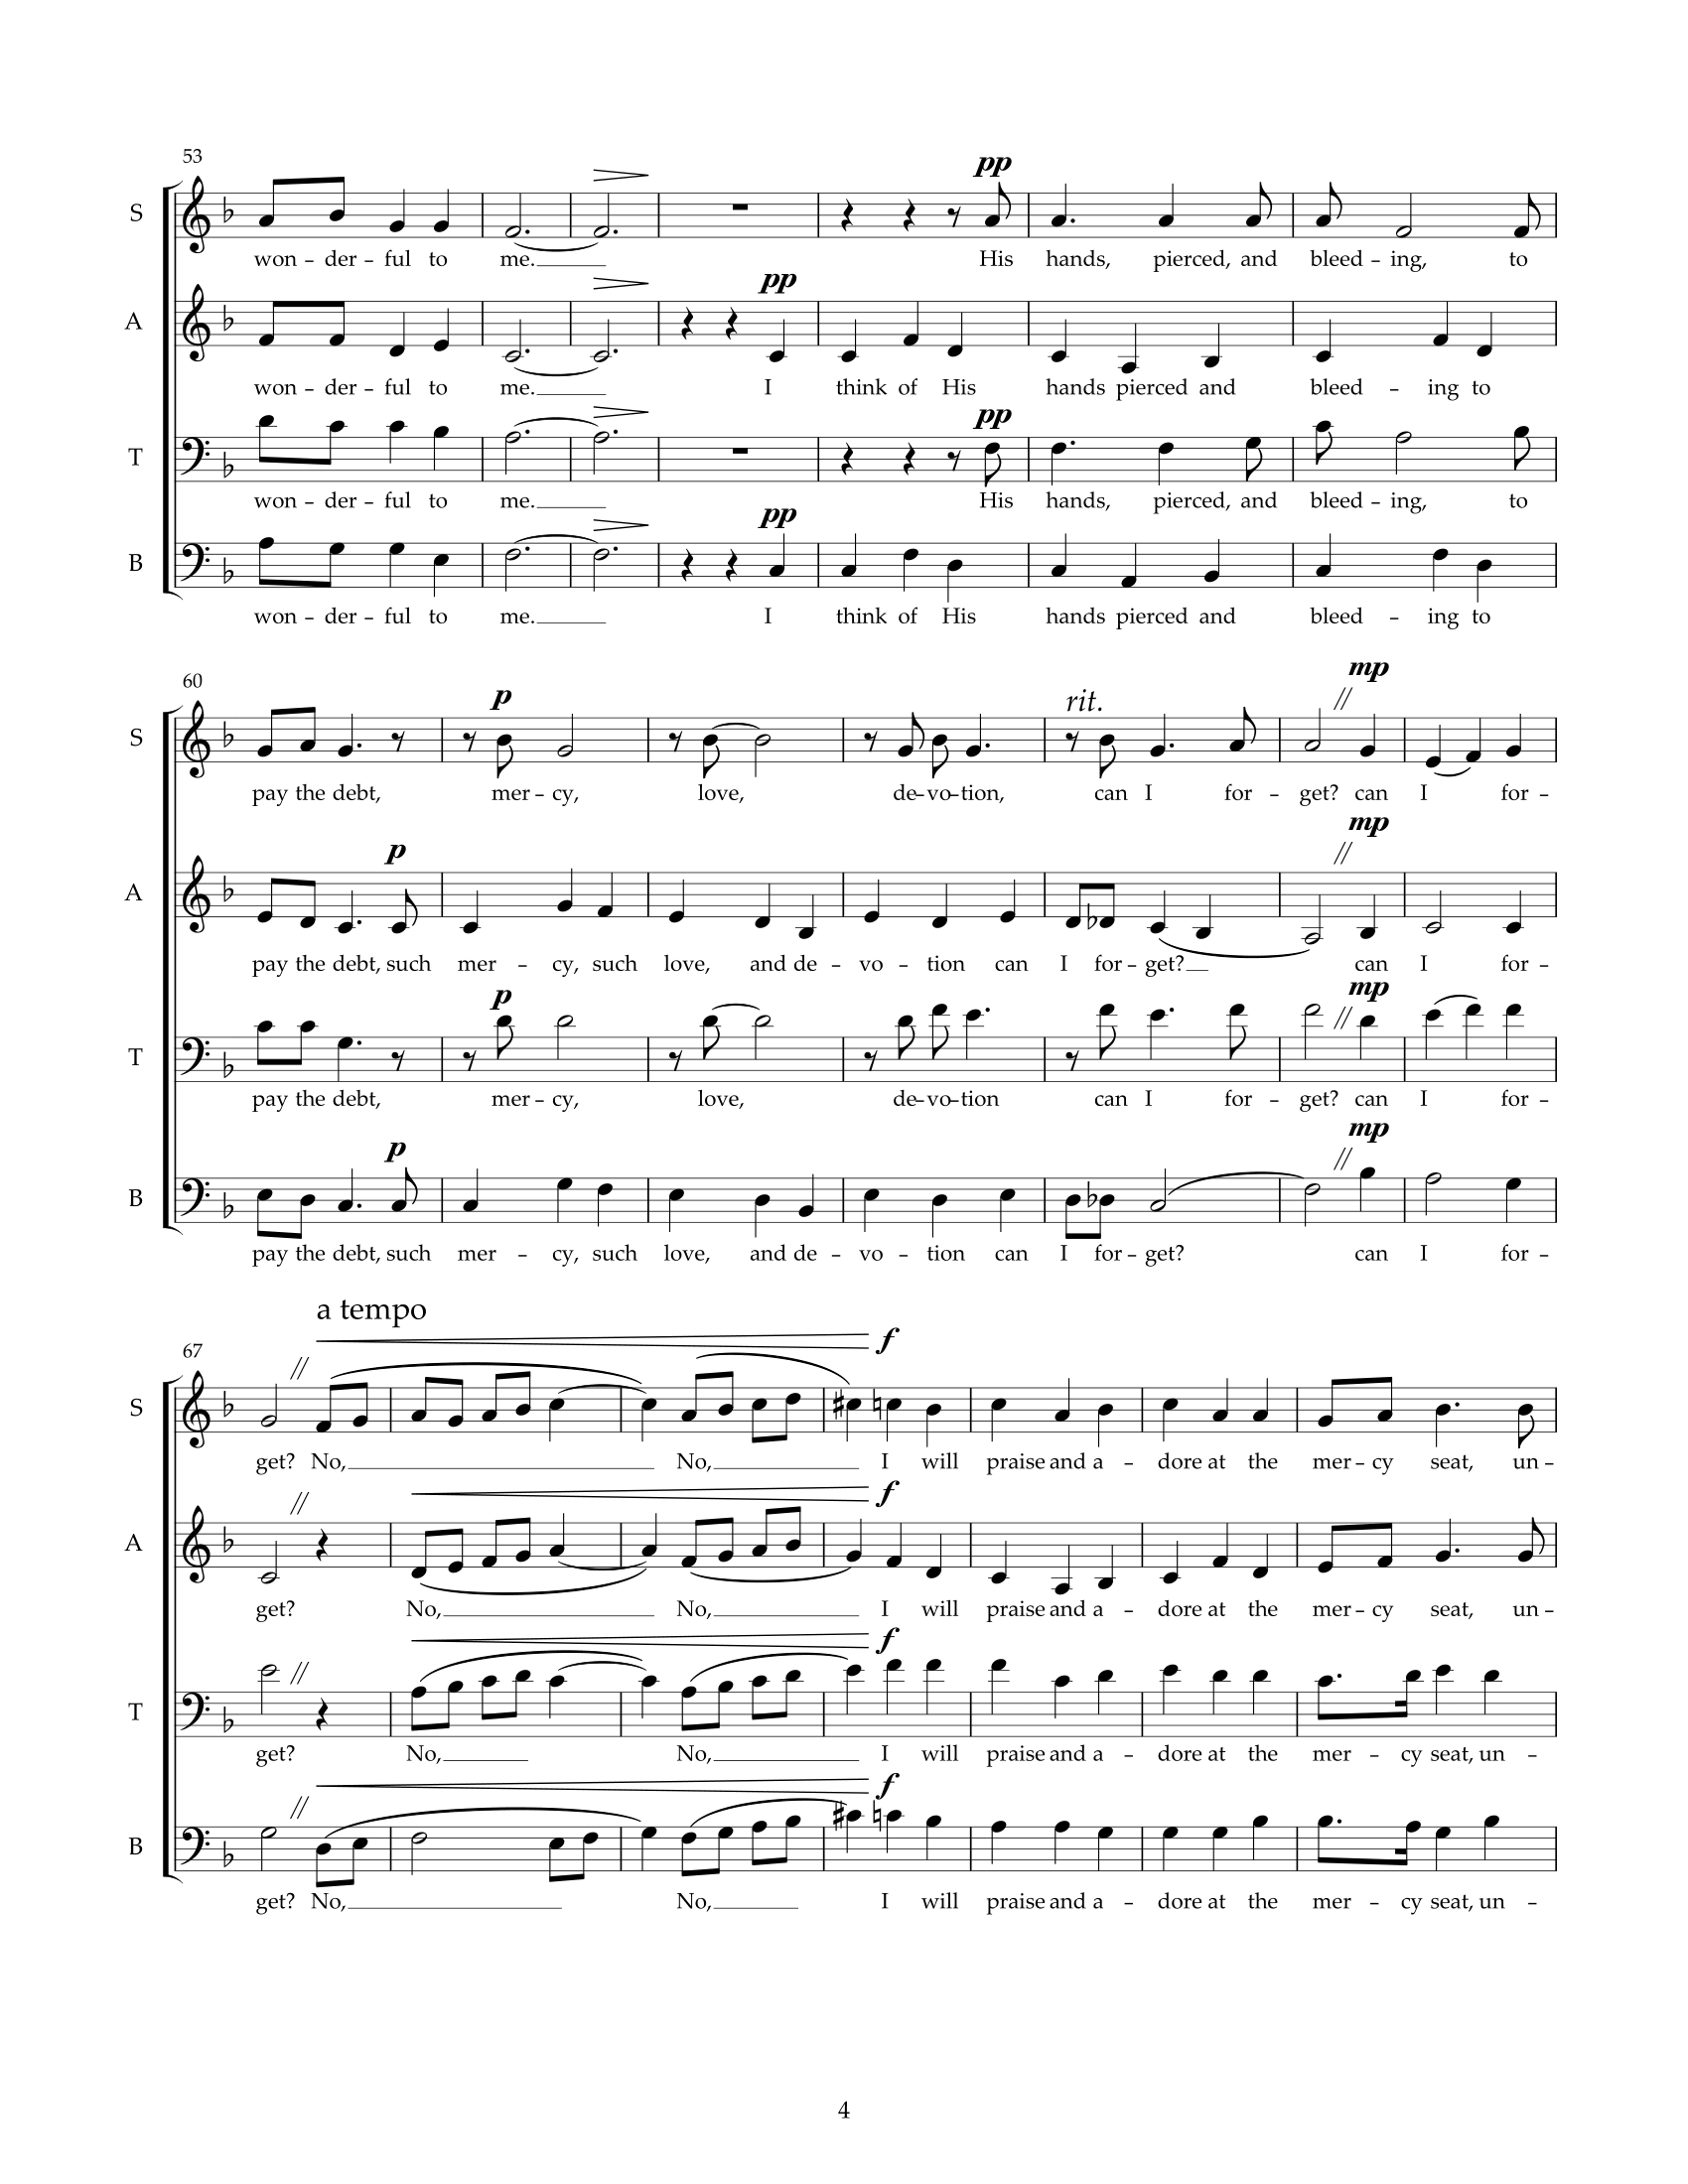 53
S
won - der - ful to me. His hands, pierced, and bleed - ing, to
pp
A
won - der - ful to me. I think of His hands pierced and bleed - ing to
pp
T
won - der - ful to me. His hands, pierced, and bleed - ing, to
pp
B
won - der - ful to me. I think of His hands pierced and bleed - ing to
pp
60
p rit. mp
S
pay the debt, mer - cy, love, de - vo - tion, can I for - get? can I for -
p mp
A
pay the debt, such mer - cy, such love, and de - vo - tion can I for - get? can I for -
p mp
T
pay the debt, mer - cy, love, de - vo - tion can I for - get? can I for -
p mp
B
pay the debt, such mer - cy, such love, and de - vo - tion can I for - get? can I for -
a tempo
67
f
S
get? No, No, I will praise and a - dore at the mer - cy seat, un -
f
A
get? No, No, I will praise and a - dore at the mer - cy seat, un -
f
T
get? No, No, I will praise and a - dore at the mer - cy seat, un -
f
B
get? No, No, I will praise and a - dore at the mer - cy seat, un -
4